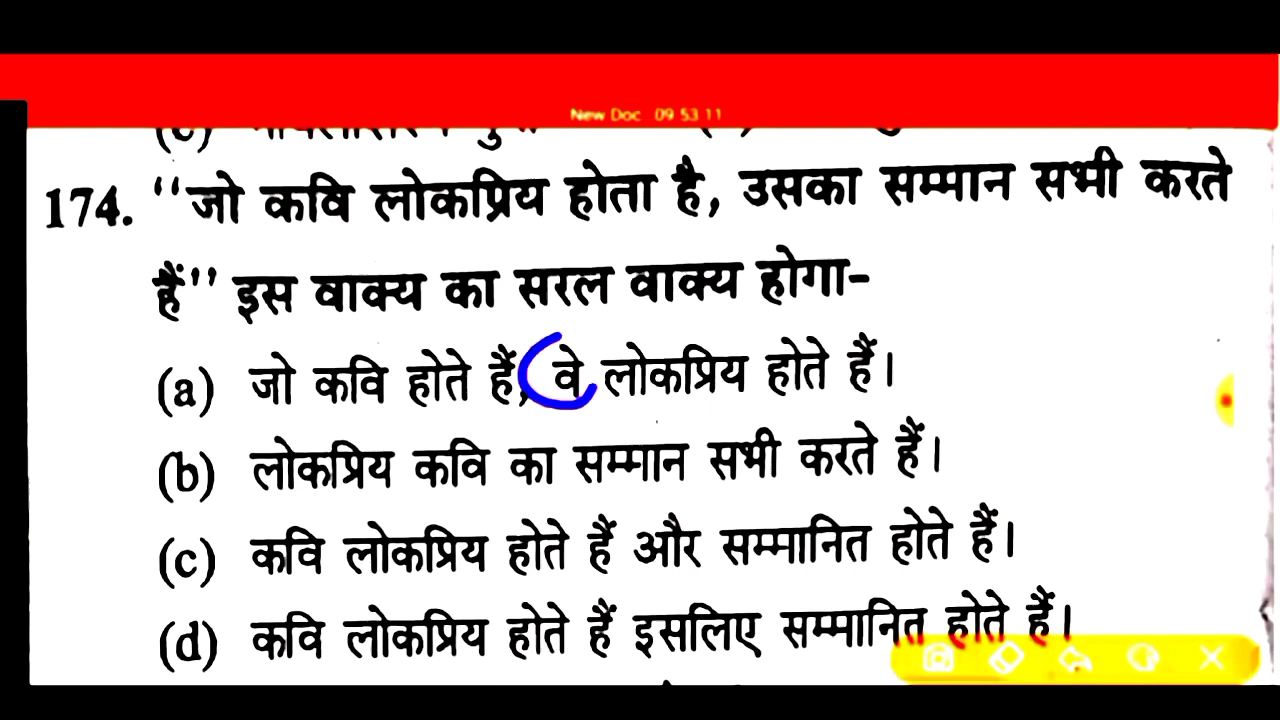 New Doc 09 53 11
174. "जो कवि लोकप्रिय होता है, उसका सम्मान सभी करते
हैं" इस वाक्य का सरल वाक्य होगा-
(a) जो कवि होते हैं, वे लोकप्रिय होते हैं।
(b) लोकप्रिय कवि का सम्मान सभी करते हैं।
(c) कवि लोकप्रिय होते हैं और सम्मानित होते हैं।
(d) कवि लोकप्रिय होते हैं इसलिए सम्मानित होते हैं।